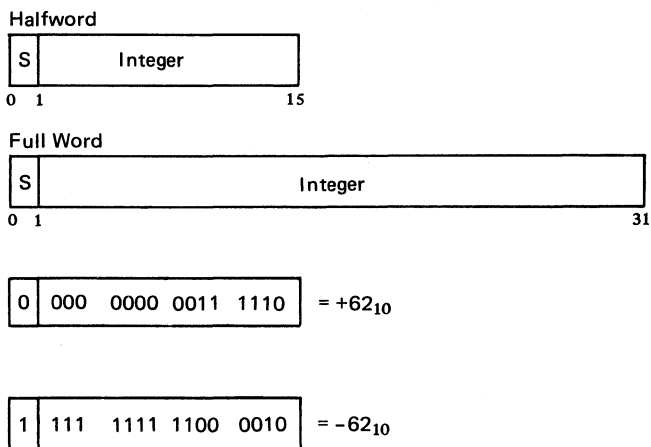 Halfword
S Integer
0 1 15
Full Word
S Integer
0 1 31
0 000 0000 0011 1110 = +62₁₀
1 111 1111 1100 0010 = -62₁₀